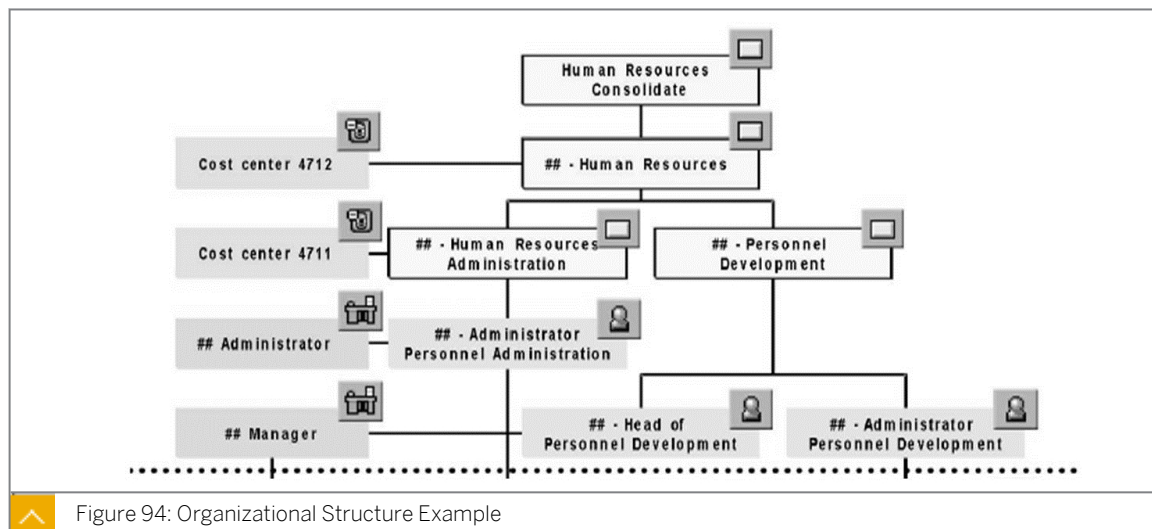 Human Resources
Consolidate
Cost center 4712
## - Human Resources
Cost center 4711
## - Human Resources
Administration
## - Personnel
Development
## Administrator
## - Administrator
Personnel Administration
## Manager
## - Head of
Personnel Development
## - Administrator
Personnel Development
Figure 94: Organizational Structure Example